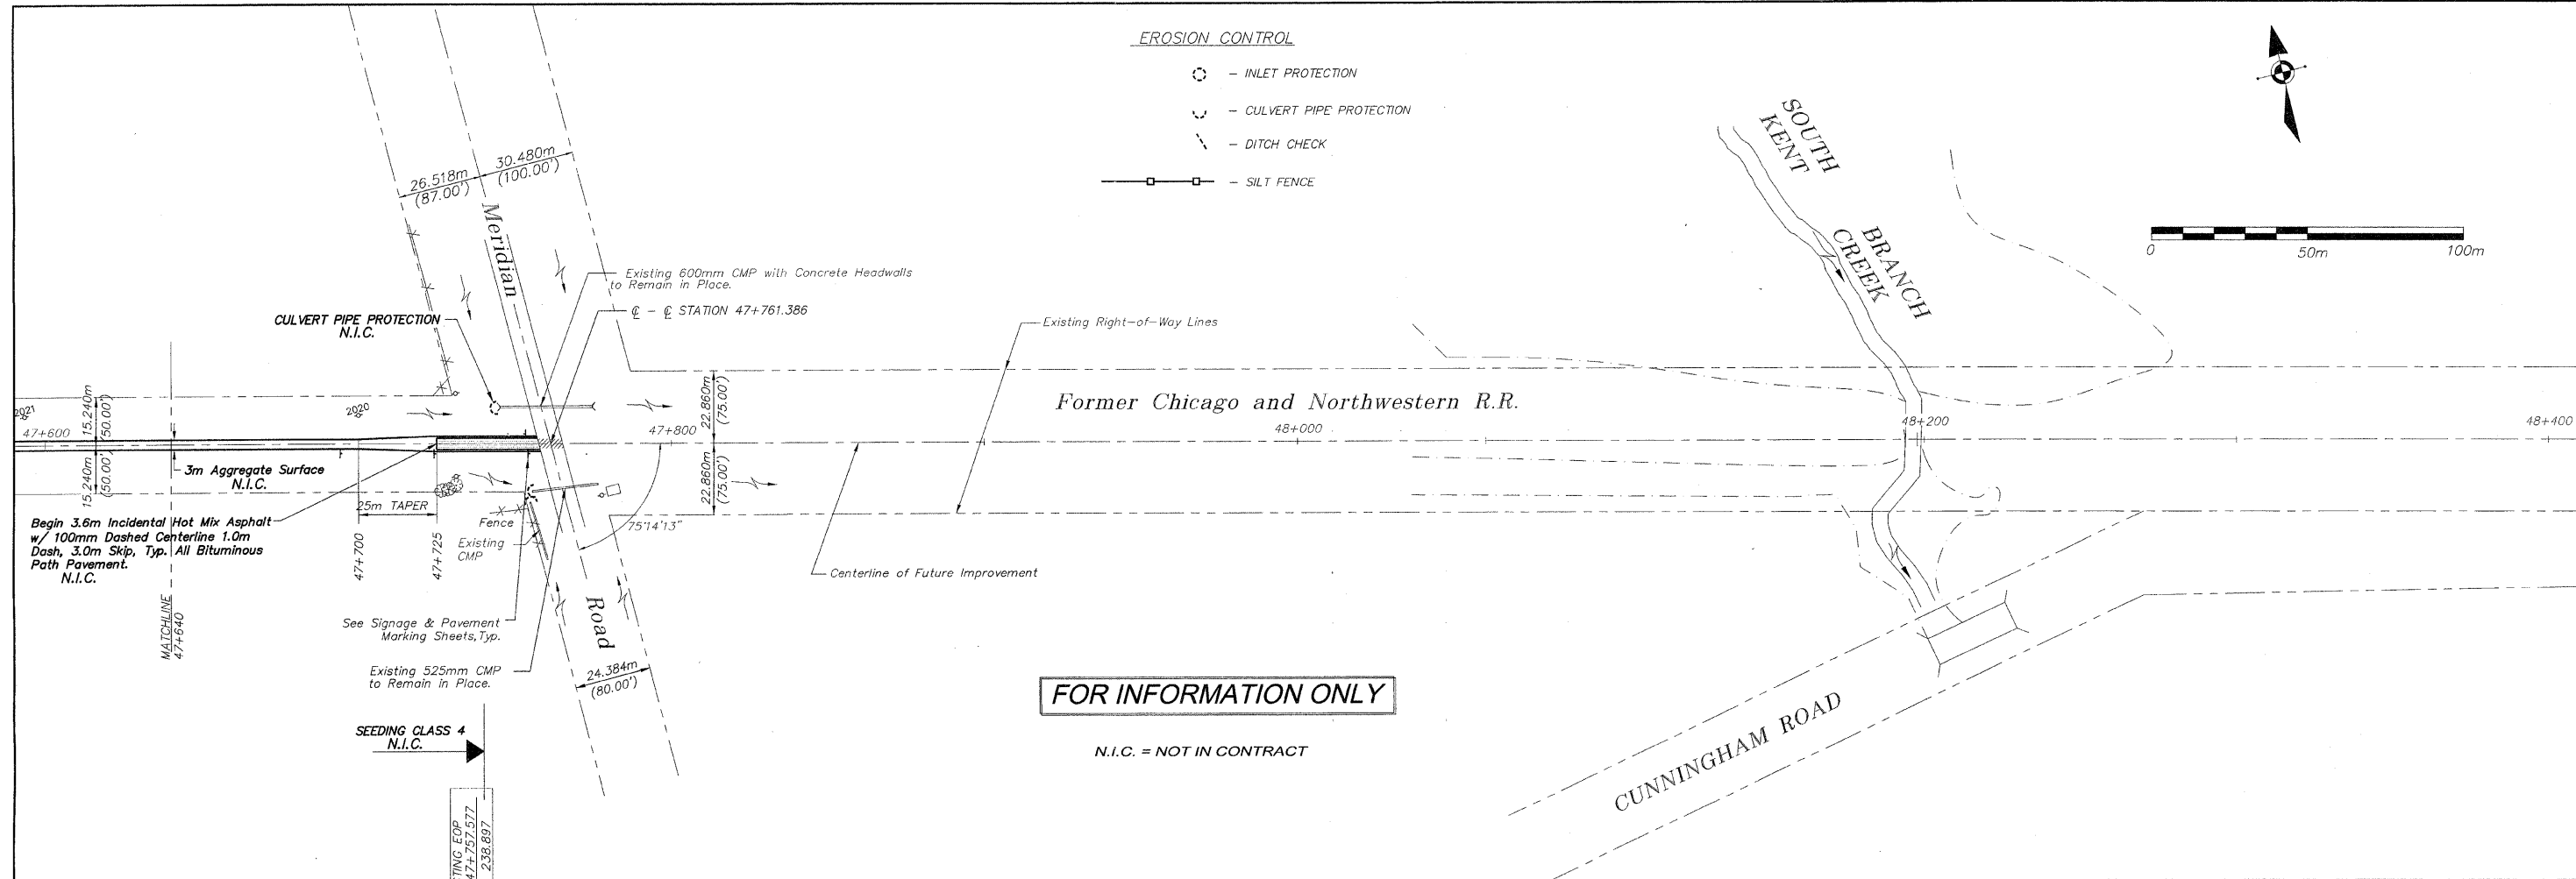 EROSION CONTROL
– INLET PROTECTION
– CULVERT PIPE PROTECTION
– DITCH CHECK
– SILT FENCE
SOUTH
KENT
BRANCH
CREEK
0
50m
100m
26.518m
(87.00')
30.480m
(100.00')
Meridian
Existing 600mm CMP with Concrete Headwalls
to Remain in Place.
℄ – ℄ STATION 47+761.386
CULVERT PIPE PROTECTION
N.I.C.
Existing Right–of–Way Lines
Former Chicago and Northwestern R.R.
2021
2020
15.240m
(50.00')
22.860m
(75.00')
47+600
47+800
48+000
48+200
48+400
3m Aggregate Surface
N.I.C.
15.240m
(50.00')
22.860m
(75.00')
25m TAPER
Begin 3.6m Incidental Hot Mix Asphalt
w/ 100mm Dashed Centerline 1.0m
Dash, 3.0m Skip, Typ. All Bituminous
Path Pavement.
N.I.C.
Fence
Existing
CMP
75°14'13"
47+700
47+725
Centerline of Future Improvement
MATCHLINE
47+640
See Signage & Pavement
Marking Sheets, Typ.
Road
Existing 525mm CMP
to Remain in Place.
24.384m
(80.00')
FOR INFORMATION ONLY
N.I.C. = NOT IN CONTRACT
CUNNINGHAM ROAD
SEEDING CLASS 4
N.I.C.
TING EOP
47+757.577
238.897